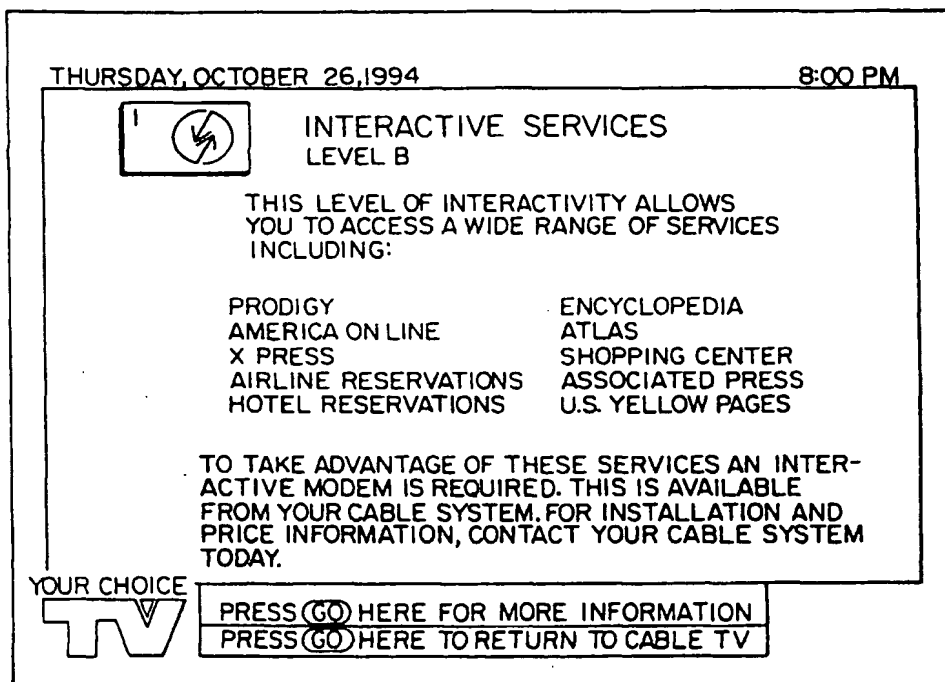 THURSDAY, OCTOBER 26,1994 8:00 PM
I
INTERACTIVE SERVICES
LEVEL B
THIS LEVEL OF INTERACTIVITY ALLOWS
YOU TO ACCESS A WIDE RANGE OF SERVICES
INCLUDING:
PRODIGY ENCYCLOPEDIA
AMERICA ON LINE ATLAS
X PRESS SHOPPING CENTER
AIRLINE RESERVATIONS ASSOCIATED PRESS
HOTEL RESERVATIONS U.S. YELLOW PAGES
TO TAKE ADVANTAGE OF THESE SERVICES AN INTER-
ACTIVE MODEM IS REQUIRED. THIS IS AVAILABLE
FROM YOUR CABLE SYSTEM. FOR INSTALLATION AND
PRICE INFORMATION, CONTACT YOUR CABLE SYSTEM
TODAY.
YOUR CHOICE
TV
PRESS GO HERE FOR MORE INFORMATION
PRESS GO HERE TO RETURN TO CABLE TV